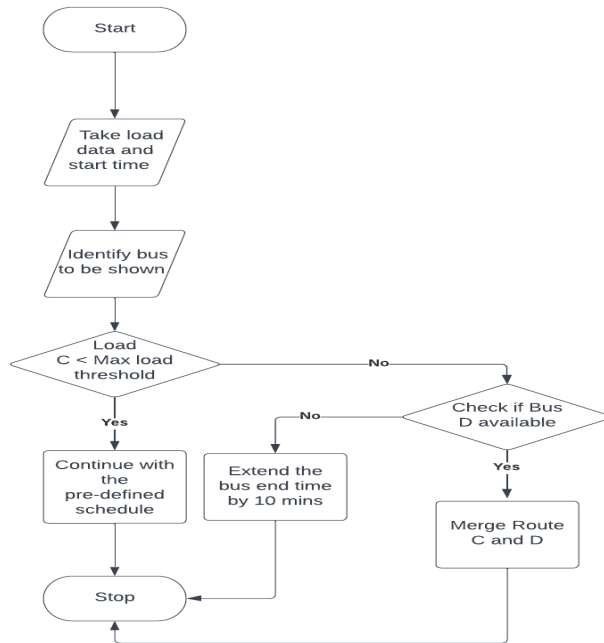 Start
Take load
data and
start time
Identify bus
to be shown
Load
C < Max load
threshold
No
Check if Bus
D available
No
Yes
Yes
Continue with
the
pre-defined
schedule
Extend the
bus end time
by 10 mins
Merge Route
C and D
Stop